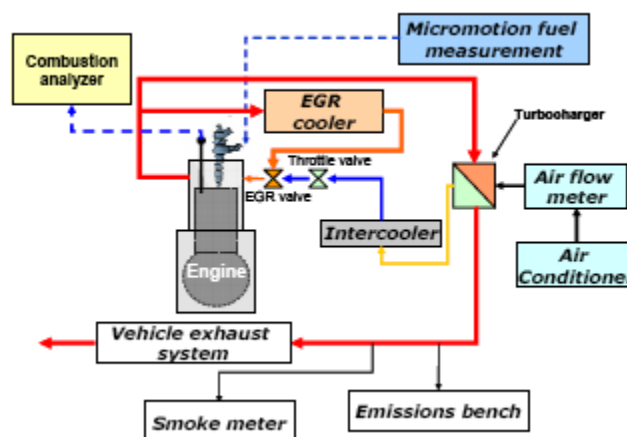 Micromotion fuel
measurement
Combustion
analyzer
EGR
cooler
Turbocharger
Throttle valve
EGR valve
Air flow
meter
Intercooler
Air
Conditioner
Engine
Vehicle exhaust
system
Smoke meter
Emissions bench